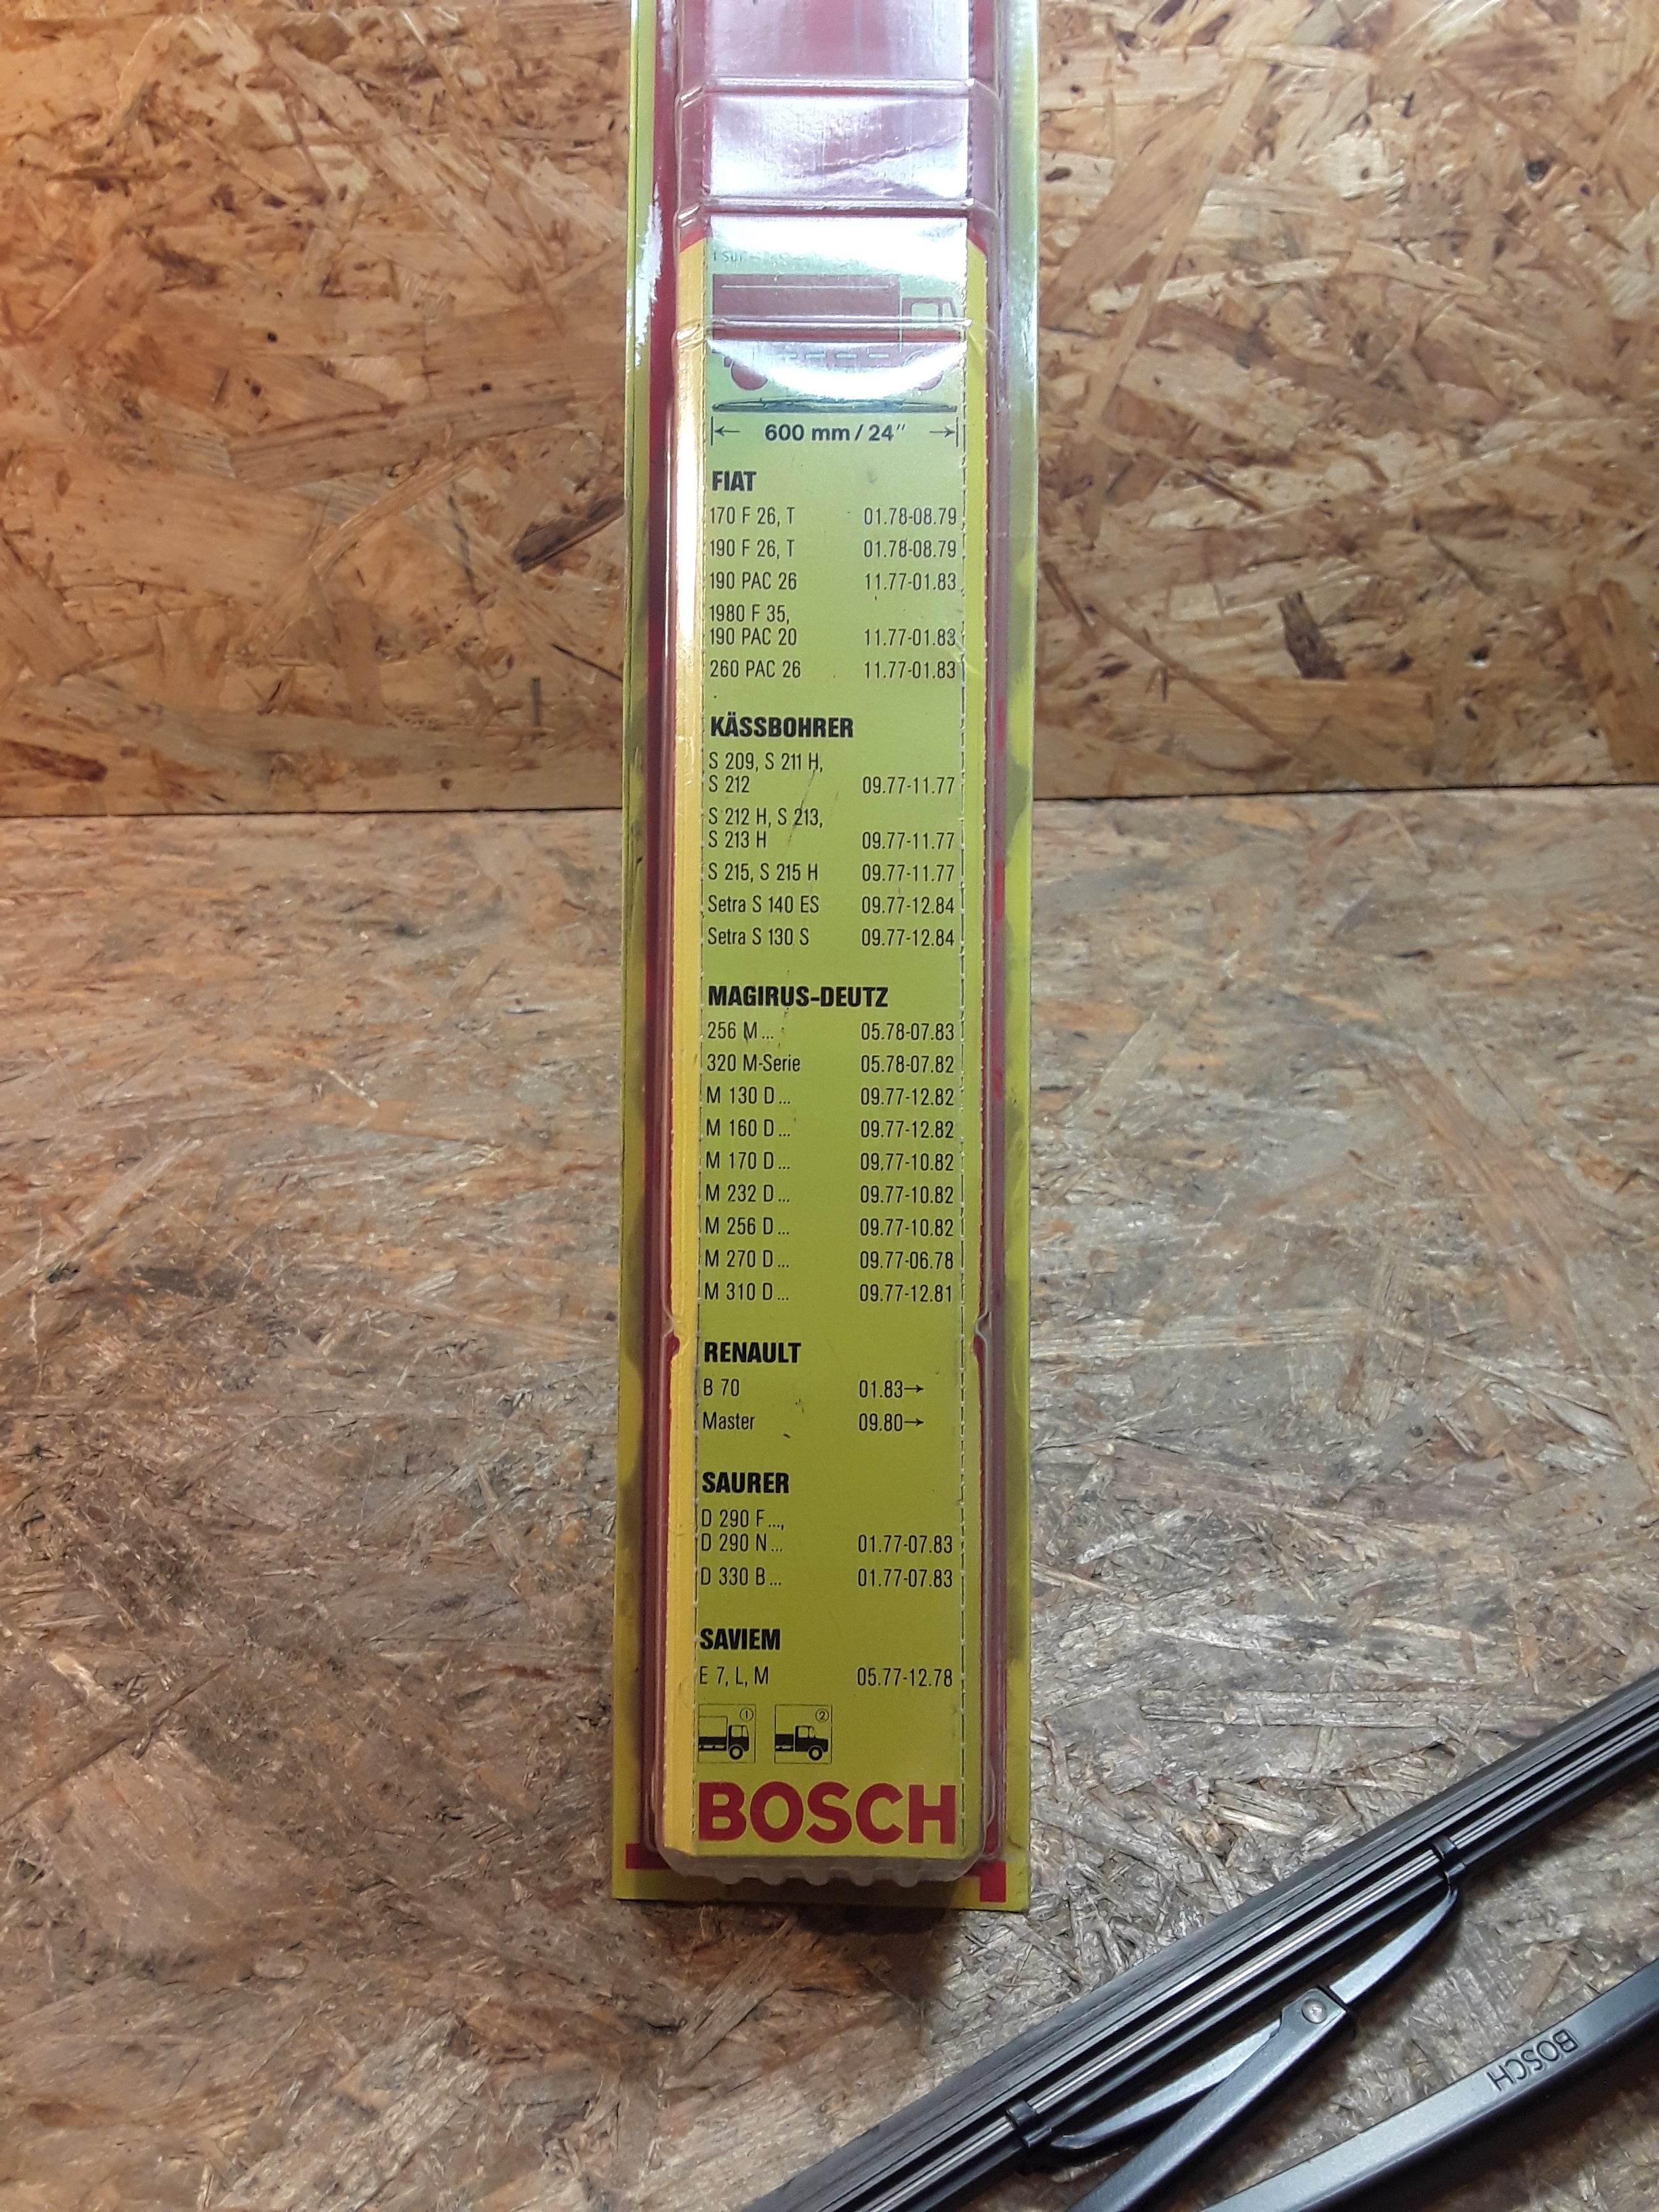 600 mm / 24"
FIAT
170 F 26, T 01.78-08.79
190 F 26, T 01.78-08.79
190 PAC 26 11.77-01.83
1980 F 35,
190 PAC 20 11.77-01.83
260 PAC 26 11.77-01.83
KÄSSBOHRER
S 209, S 211 H,
S 212 09.77-11.77
S 212 H, S 213,
S 213 H 09.77-11.77
S 215, S 215 H 09.77-11.77
Setra S 140 ES 09.77-12.84
Setra S 130 S 09.77-12.84
MAGIRUS-DEUTZ
256 M... 05.78-07.83
320 M-Serie 05.78-07.82
M 130 D... 09.77-12.82
M 160 D... 09.77-12.82
M 170 D... 09.77-10.82
M 232 D... 09.77-10.82
M 256 D... 09.77-10.82
M 270 D... 09.77-06.78
M 310 D... 09.77-12.81
RENAULT
B 70 01.83→
Master 09.80→
SAURER
D 290 F...,
D 290 N... 01.77-07.83
D 330 B... 01.77-07.83
SAVIEM
E 7, L, M 05.77-12.78
① ②
BOSCH
BOSCH